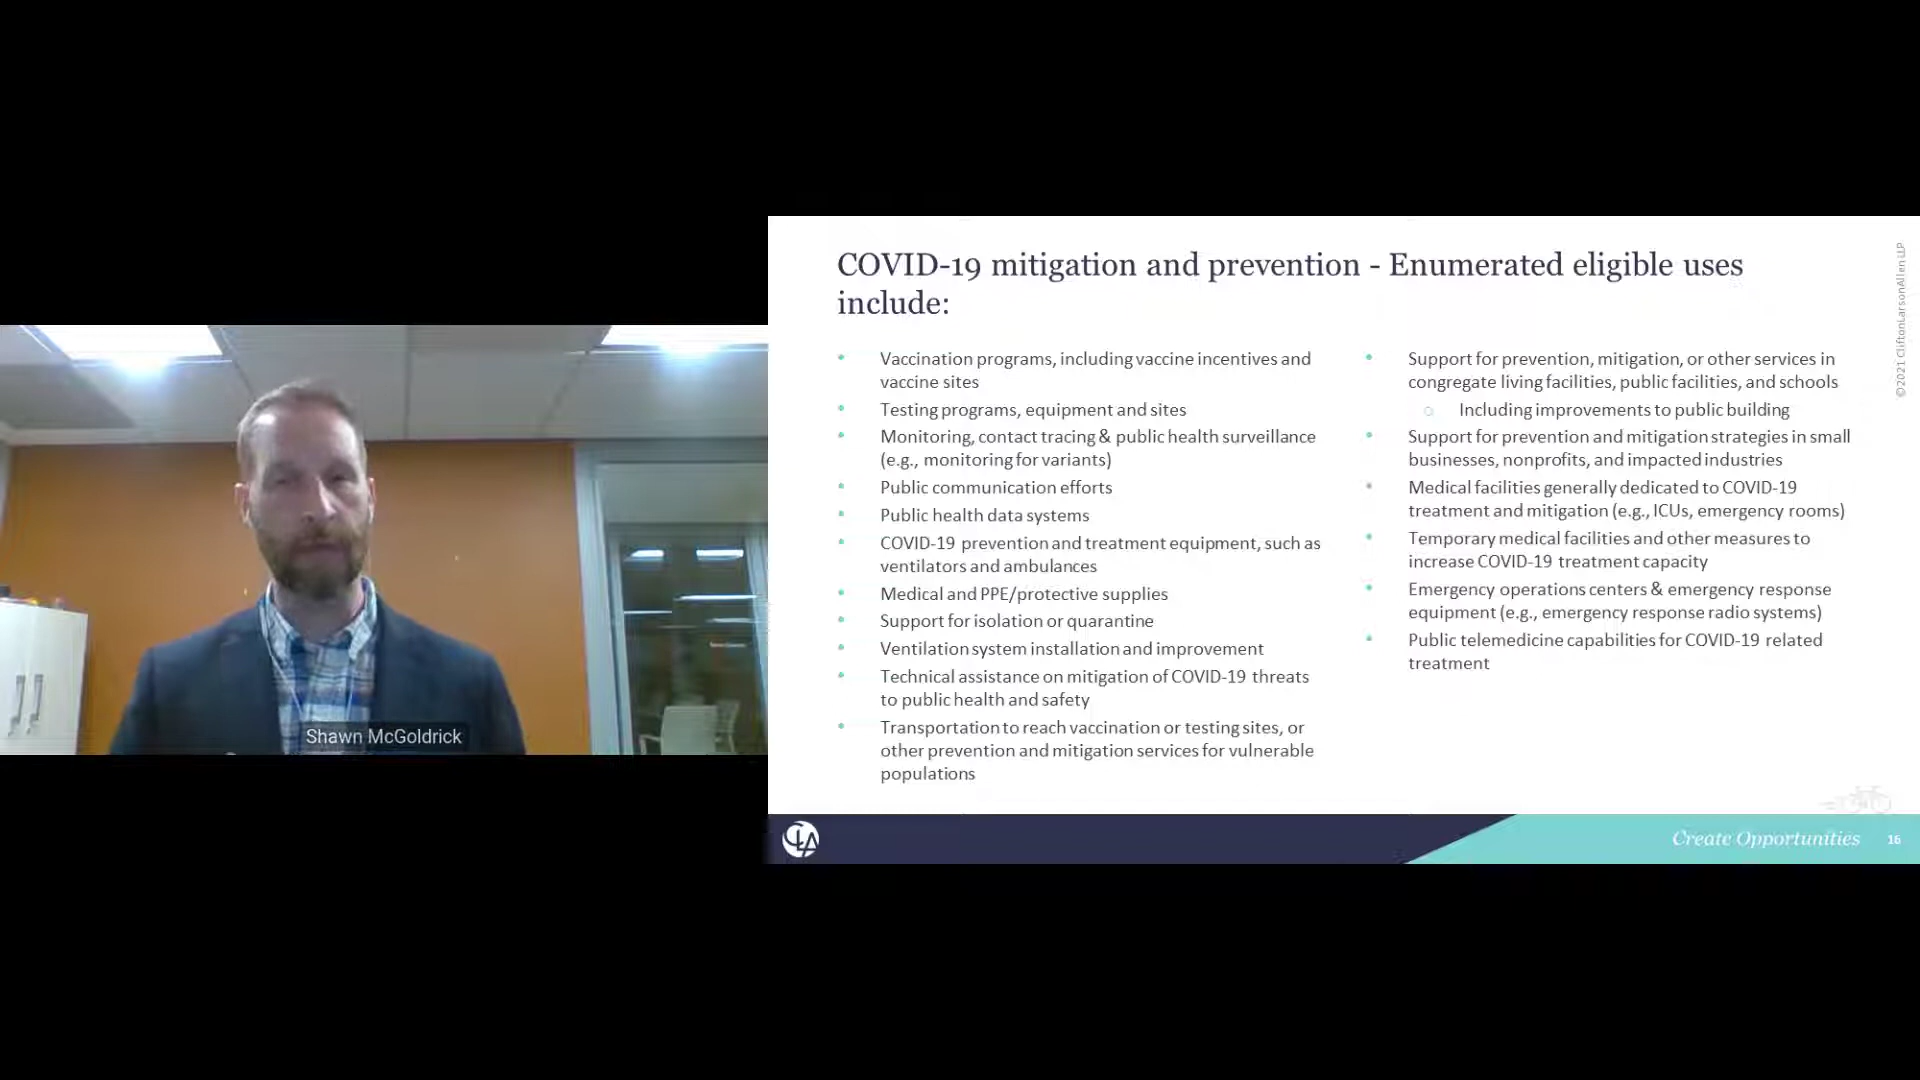 COVID-19 mitigation and prevention - Enumerated eligible uses
include:
Vaccination programs, including vaccine incentives and
vaccine sites
Testing programs, equipment and sites
Monitoring, contact tracing & public health surveillance
(e.g., monitoring for variants)
Public communication efforts
Public health data systems
COVID-19 prevention and treatment equipment, such as
ventilators and ambulances
Medical and PPE/protective supplies
Support for isolation or quarantine
Ventilation system installation and improvement
Technical assistance on mitigation of COVID-19 threats
to public health and safety
Transportation to reach vaccination or testing sites, or
other prevention and mitigation services for vulnerable
populations
Support for prevention, mitigation, or other services in
congregate living facilities, public facilities, and schools
Including improvements to public building
Support for prevention and mitigation strategies in small
businesses, nonprofits, and impacted industries
Medical facilities generally dedicated to COVID-19
treatment and mitigation (e.g., ICUs, emergency rooms)
Temporary medical facilities and other measures to
increase COVID-19 treatment capacity
Emergency operations centers & emergency response
equipment (e.g., emergency response radio systems)
Public telemedicine capabilities for COVID-19 related
treatment
©2021 CliftonLarsonAllen LLP
Shawn McGoldrick
CLA
Create Opportunities
16